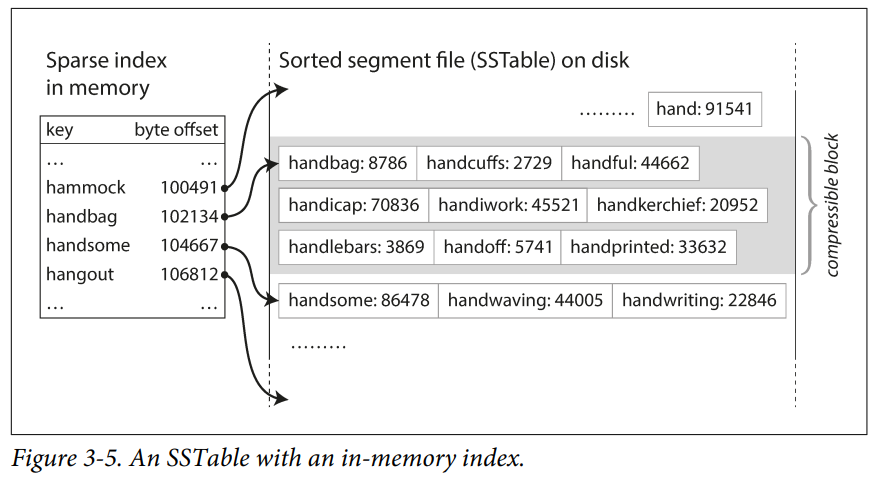 Sparse index
in memory
key byte offset
... ...
hammock 100491
handbag 102134
handsome 104667
hangout 106812
... ...
Sorted segment file (SSTable) on disk
......... hand: 91541
handbag: 8786 handcuffs: 2729 handful: 44662
handicap: 70836 handiwork: 45521 handkerchief: 20952
handlebars: 3869 handoff: 5741 handprinted: 33632
handsome: 86478 handwaving: 44005 handwriting: 22846
.........
compressible block
Figure 3-5. An SSTable with an in-memory index.